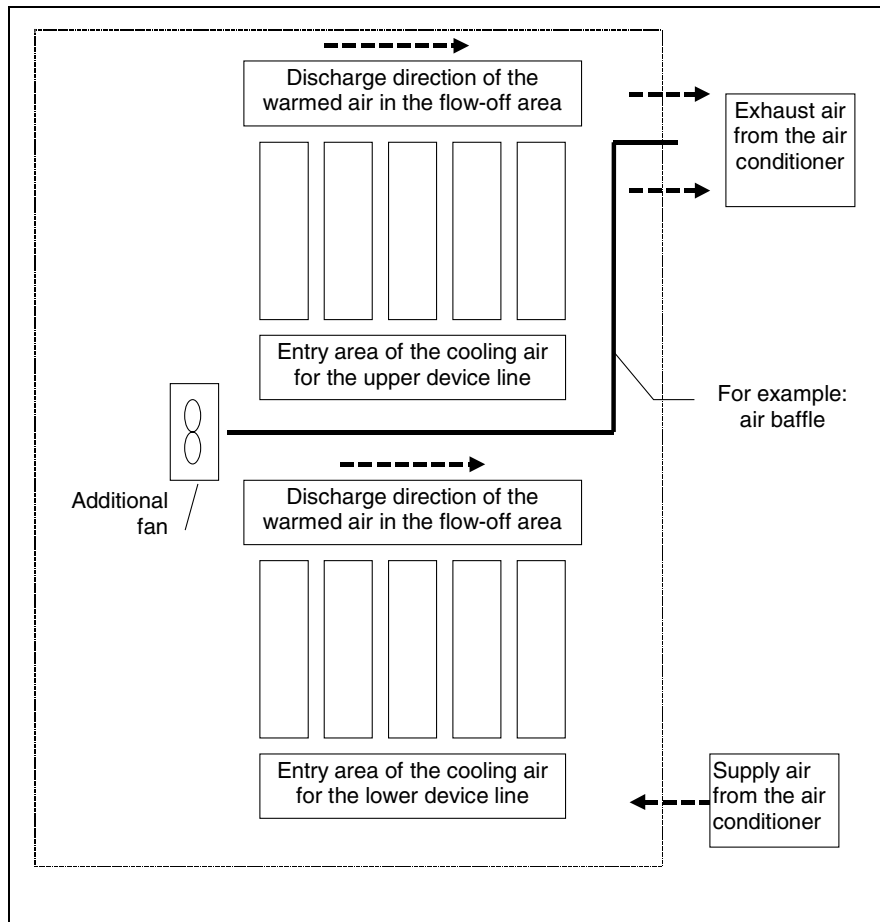 Discharge direction of the
warmed air in the flow-off area
Exhaust air
from the air
conditioner
Entry area of the cooling air
for the upper device line
For example:
air baffle
Additional
fan
Discharge direction of the
warmed air in the flow-off area
Entry area of the cooling air
for the lower device line
Supply air
from the air
conditioner